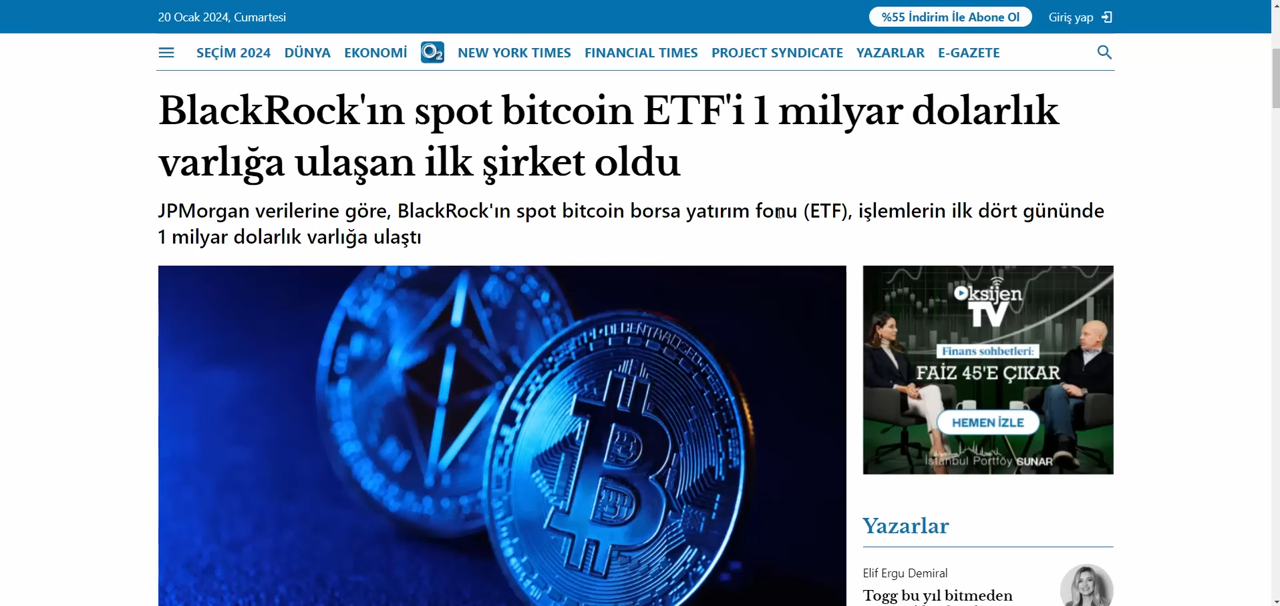 20 Ocak 2024, Cumartesi
%55 İndirim İle Abone Ol
Giriş yap
SEÇİM 2024 DÜNYA EKONOMİ O2 NEW YORK TIMES FINANCIAL TIMES PROJECT SYNDICATE YAZARLAR E-GAZETE
BlackRock'ın spot bitcoin ETF'i 1 milyar dolarlık
varlığa ulaşan ilk şirket oldu
JPMorgan verilerine göre, BlackRock'ın spot bitcoin borsa yatırım fonu (ETF), işlemlerin ilk dört gününde
1 milyar dolarlık varlığa ulaştı
Oksijen
TV
Finans sohbetleri:
FAİZ 45'E ÇIKAR
HEMEN İZLE
İstanbul Portföy SUNAR
Yazarlar
Elif Ergu Demiral
Togg bu yıl bitmeden